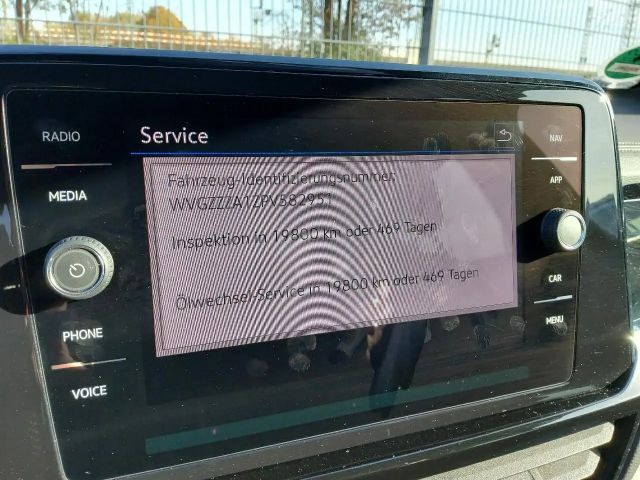 RADIO
MEDIA
PHONE
VOICE
Service
Fahrzeug-Identifizierungsnummer:
Inspektion in 19800 km oder 469 Tagen
Ölwechsel-Service in 19800 km oder 469 Tagen
NAV
APP
CAR
MENU